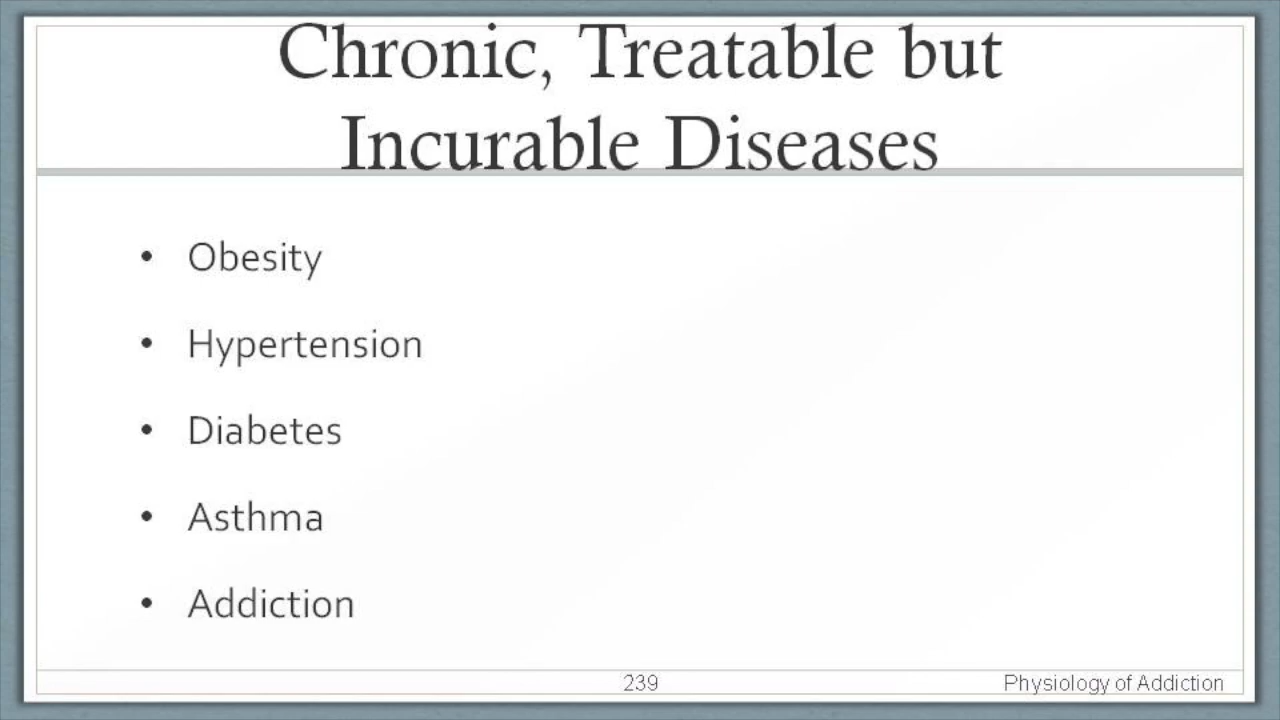 Chronic, Treatable but
Incurable Diseases
• Obesity
• Hypertension
• Diabetes
• Asthma
• Addiction
239
Physiology of Addiction